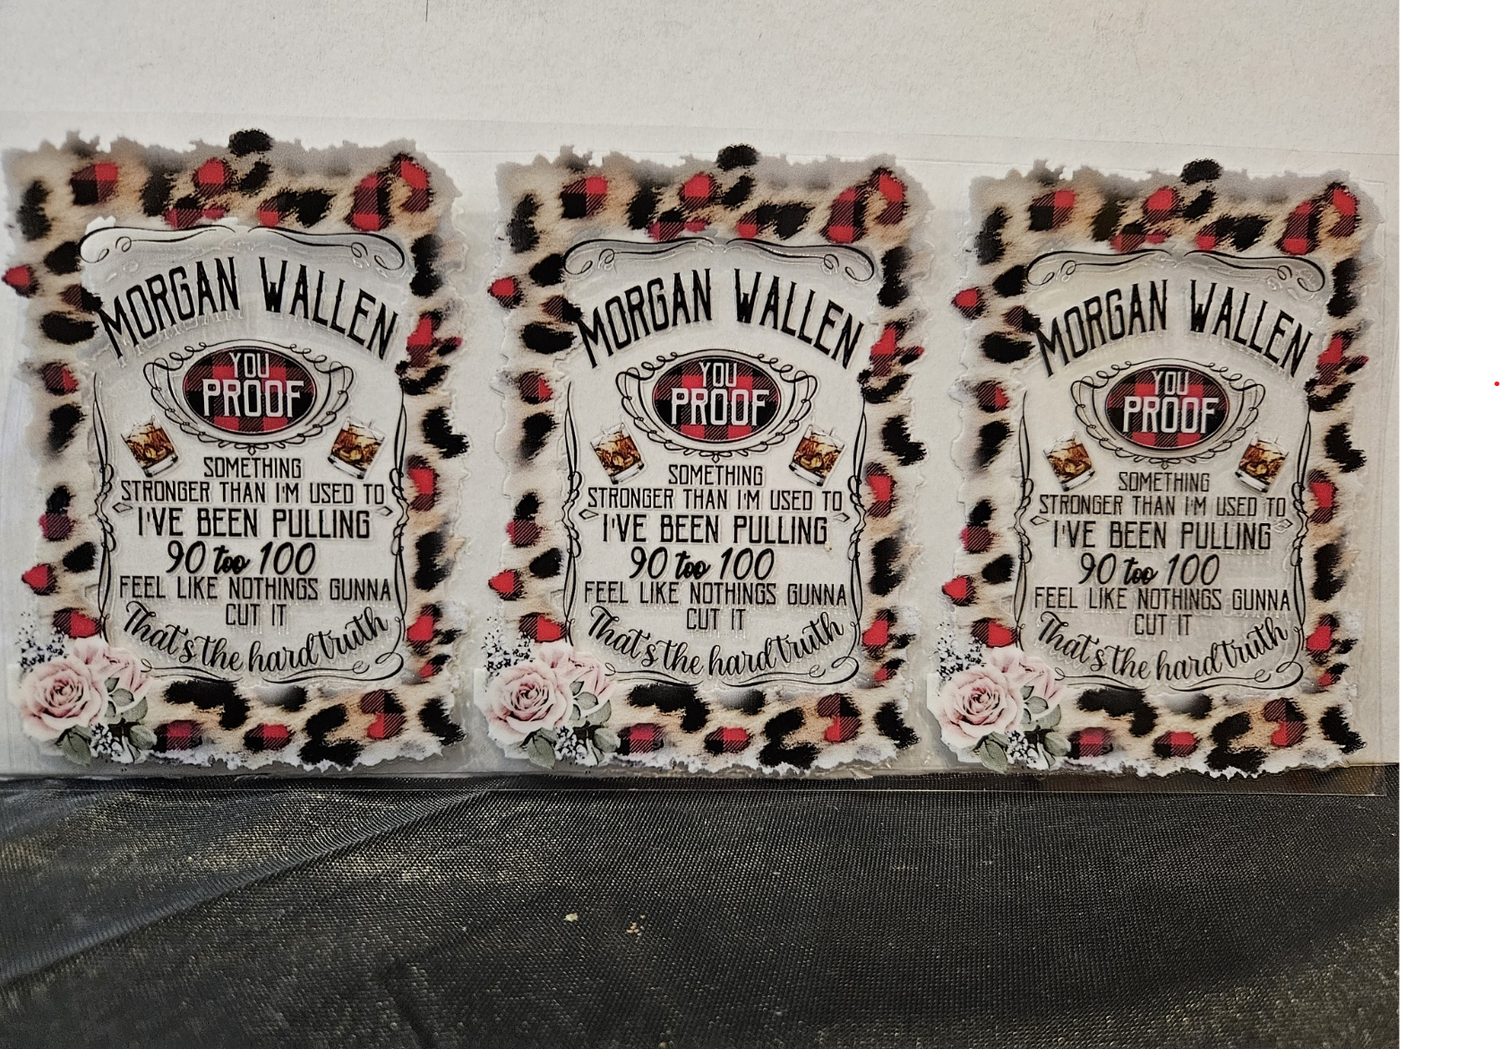 MORGAN WALLEN
YOU
PROOF
SOMETHING
STRONGER THAN I'M USED TO
I'VE BEEN PULLING
90 too 100
FEEL LIKE NOTHINGS GUNNA
CUT IT
That's the hard truth
MORGAN WALLEN
YOU
PROOF
SOMETHING
STRONGER THAN I'M USED TO
I'VE BEEN PULLING
90 too 100
FEEL LIKE NOTHINGS GUNNA
CUT IT
That's the hard truth
MORGAN WALLEN
YOU
PROOF
SOMETHING
STRONGER THAN I'M USED TO
I'VE BEEN PULLING
90 too 100
FEEL LIKE NOTHINGS GUNNA
CUT IT
That's the hard truth